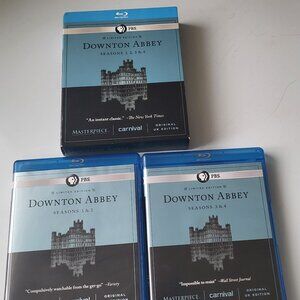 Blu-ray
PBS
LIMITED EDITION
DOWNTON ABBEY
SEASONS 1, 2, 3 & 4
"An instant classic." –The New York Times
MASTERPIECE.
carnival
ORIGINAL
UK EDITION
PBS
LIMITED EDITION
DOWNTON ABBEY
SEASONS 1 & 2
"Compulsively watchable from the get-go" –Variety
ORIGINAL
PBS
LIMITED EDITION
DOWNTON ABBEY
SEASONS 3 & 4
"Impossible to resist" –Wall Street Journal
MASTERPIECE
carnival
ORIGINAL
UK EDITION